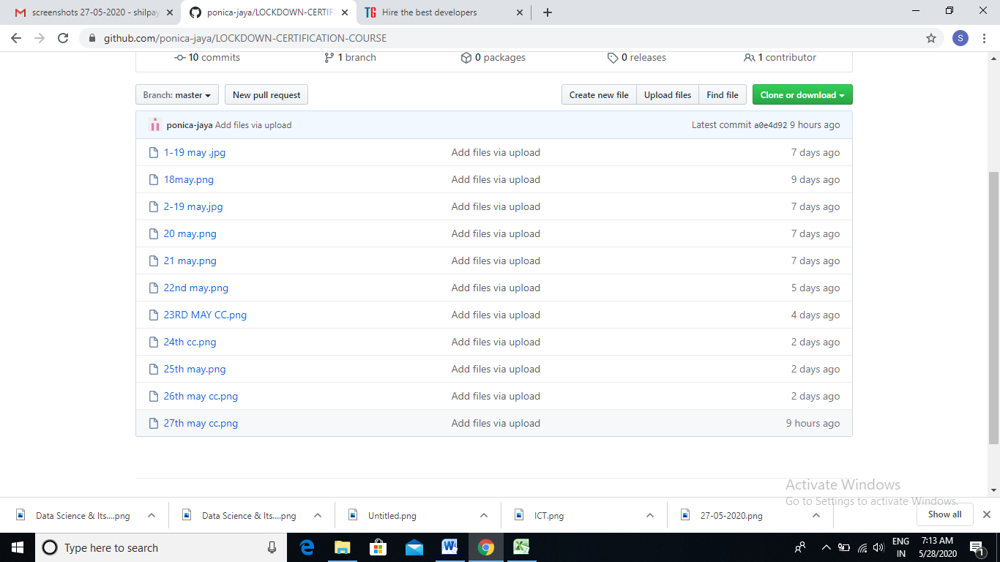 screenshots 27-05-2020 - shilpay
ponica-jaya/LOCKDOWN-CERTIFI
TG Hire the best developers
github.com/ponica-jaya/LOCKDOWN-CERTIFICATION-COURSE
S
10 commits 1 branch 0 packages 0 releases 1 contributor
Branch: master New pull request Create new file Upload files Find file Clone or download
ponica-jaya Add files via upload Latest commit a0e4d92 9 hours ago
1-19 may .jpg Add files via upload 7 days ago
18may.png Add files via upload 9 days ago
2-19 may.jpg Add files via upload 7 days ago
20 may.png Add files via upload 7 days ago
21 may.png Add files via upload 7 days ago
22nd may.png Add files via upload 5 days ago
23RD MAY CC.png Add files via upload 4 days ago
24th cc.png Add files via upload 2 days ago
25th may.png Add files via upload 2 days ago
26th may cc.png Add files via upload 2 days ago
27th may cc.png Add files via upload 9 hours ago
Activate Windows
Go to Settings to activate Windows.
Data Science & Its....png Data Science & Its....png Untitled.png ICT.png 27-05-2020.png Show all
Type here to search
ENG 7:13 AM
IN 5/28/2020
1